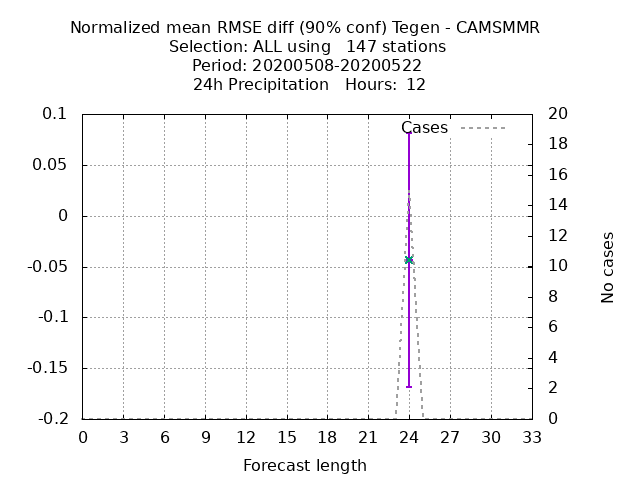 Normalized mean RMSE diff (90% conf) Tegen - CAMSMMR
Selection: ALL using   147 stations
Period: 20200508-20200522
24h Precipitation   Hours:  12
0.1
0.05
0
-0.05
-0.1
-0.15
-0.2
Cases
20
18
16
14
12
10
8
6
4
2
0
No cases
0 3 6 9 12 15 18 21 24 27 30 33
Forecast length